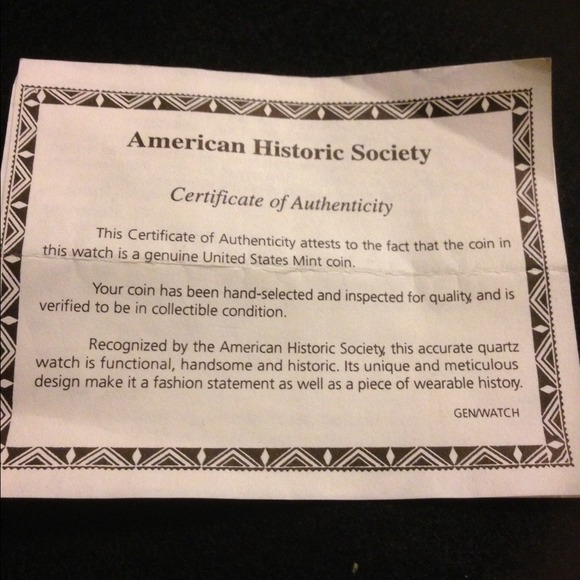 American Historic Society
Certificate of Authenticity
This Certificate of Authenticity attests to the fact that the coin in
this watch is a genuine United States Mint coin.
Your coin has been hand-selected and inspected for quality, and is
verified to be in collectible condition.
Recognized by the American Historic Society, this accurate quartz
watch is functional, handsome and historic. Its unique and meticulous
design make it a fashion statement as well as a piece of wearable history.
GEN/WATCH